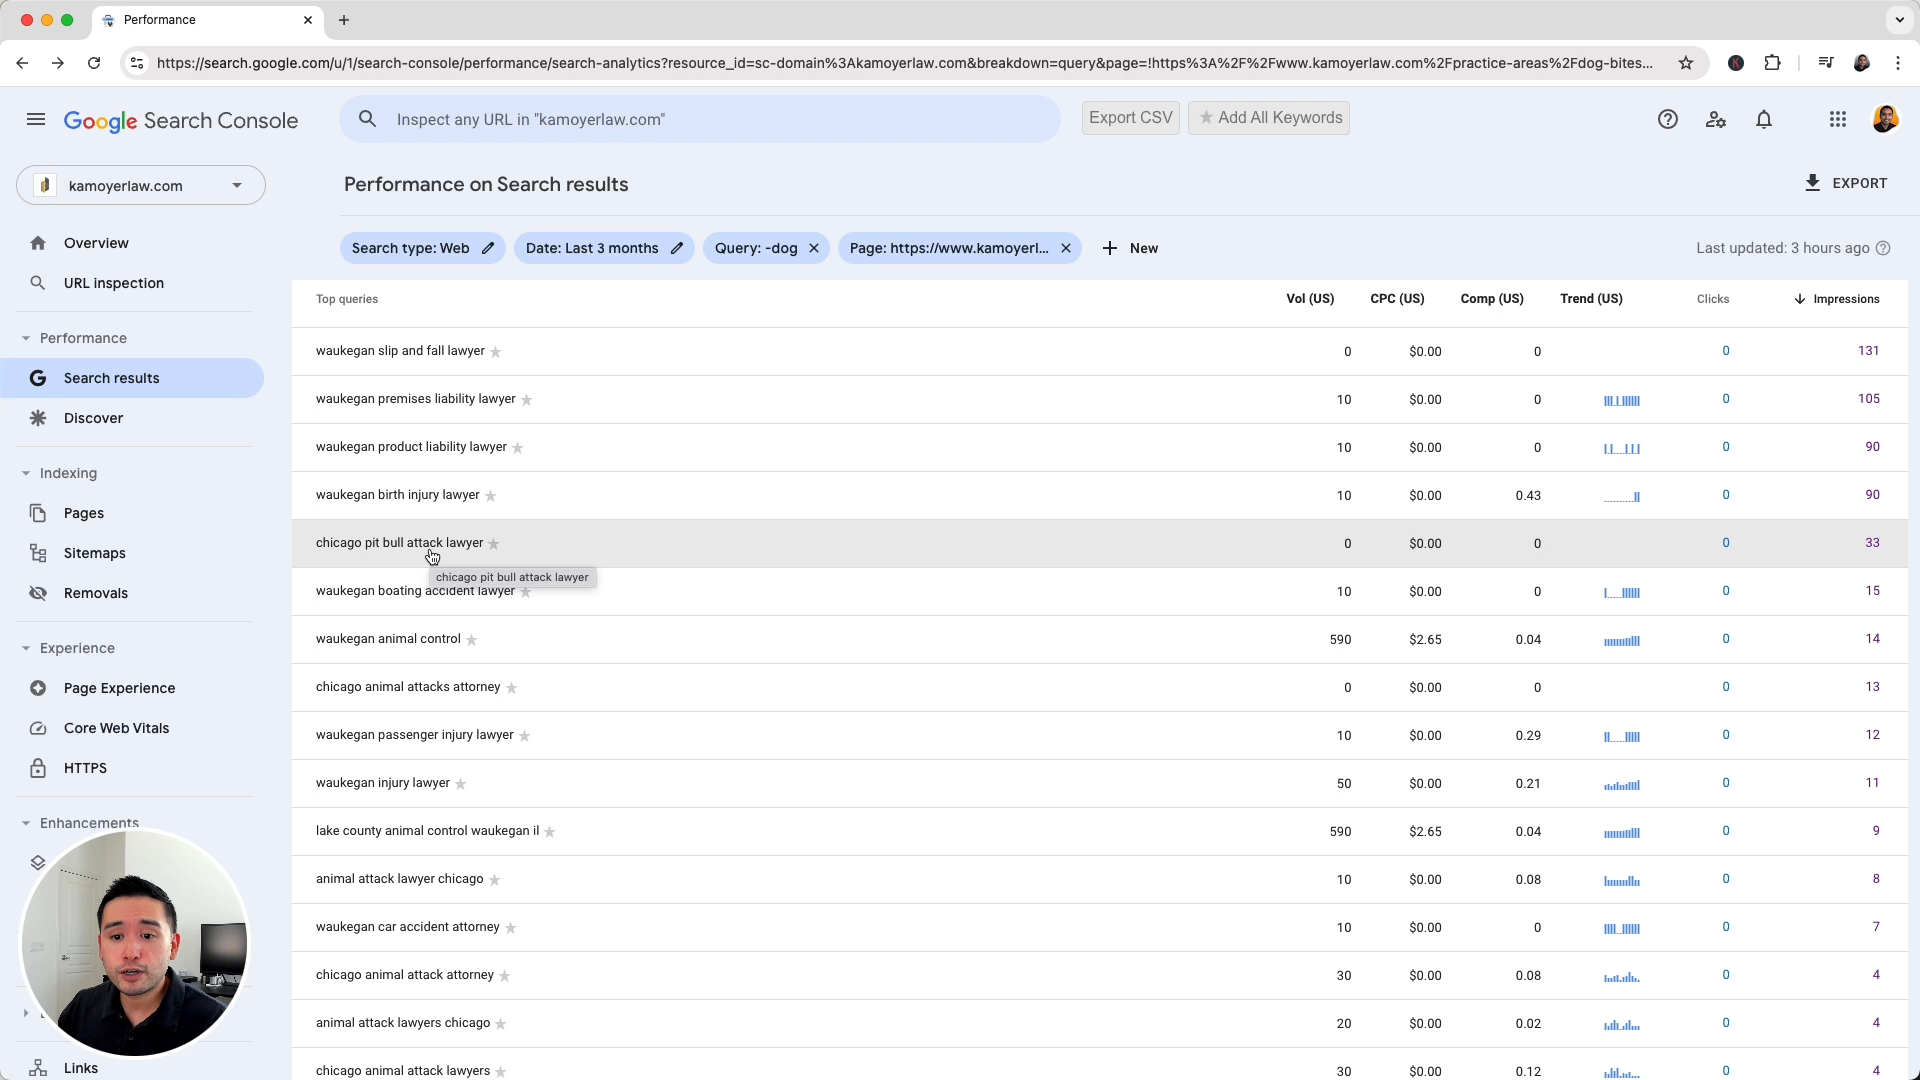 Performance
https://search.google.com/u/1/search-console/performance/search-analytics?resource_id=sc-domain%3Akamoyerlaw.com&breakdown=query&page=!https%3A%2F%2Fwww.kamoyerlaw.com%2Fpractice-areas%2Fdog-bites...
K
Google Search Console
Inspect any URL in "kamoyerlaw.com"
Export CSV
★ Add All Keywords
kamoyerlaw.com
Performance on Search results
EXPORT
Search type: Web
Date: Last 3 months
Query: -dog
Page: https://www.kamoyerl...
New
Last updated: 3 hours ago
Overview
URL inspection
Performance
Search results
Discover
Indexing
Pages
Sitemaps
Removals
Experience
Page Experience
Core Web Vitals
HTTPS
Enhancements
Links
Top queries Vol (US) CPC (US) Comp (US) Trend (US) Clicks Impressions
waukegan slip and fall lawyer 0 $0.00 0 0 131
waukegan premises liability lawyer 10 $0.00 0 0 105
waukegan product liability lawyer 10 $0.00 0 0 90
waukegan birth injury lawyer 10 $0.00 0.43 0 90
chicago pit bull attack lawyer 0 $0.00 0 0 33
chicago pit bull attack lawyer
waukegan boating accident lawyer 10 $0.00 0 0 15
waukegan animal control 590 $2.65 0.04 0 14
chicago animal attacks attorney 0 $0.00 0 0 13
waukegan passenger injury lawyer 10 $0.00 0.29 0 12
waukegan injury lawyer 50 $0.00 0.21 0 11
lake county animal control waukegan il 590 $2.65 0.04 0 9
animal attack lawyer chicago 10 $0.00 0.08 0 8
waukegan car accident attorney 10 $0.00 0 0 7
chicago animal attack attorney 30 $0.00 0.08 0 4
animal attack lawyers chicago 20 $0.00 0.02 0 4
chicago animal attack lawyers 30 $0.00 0.12 0 4